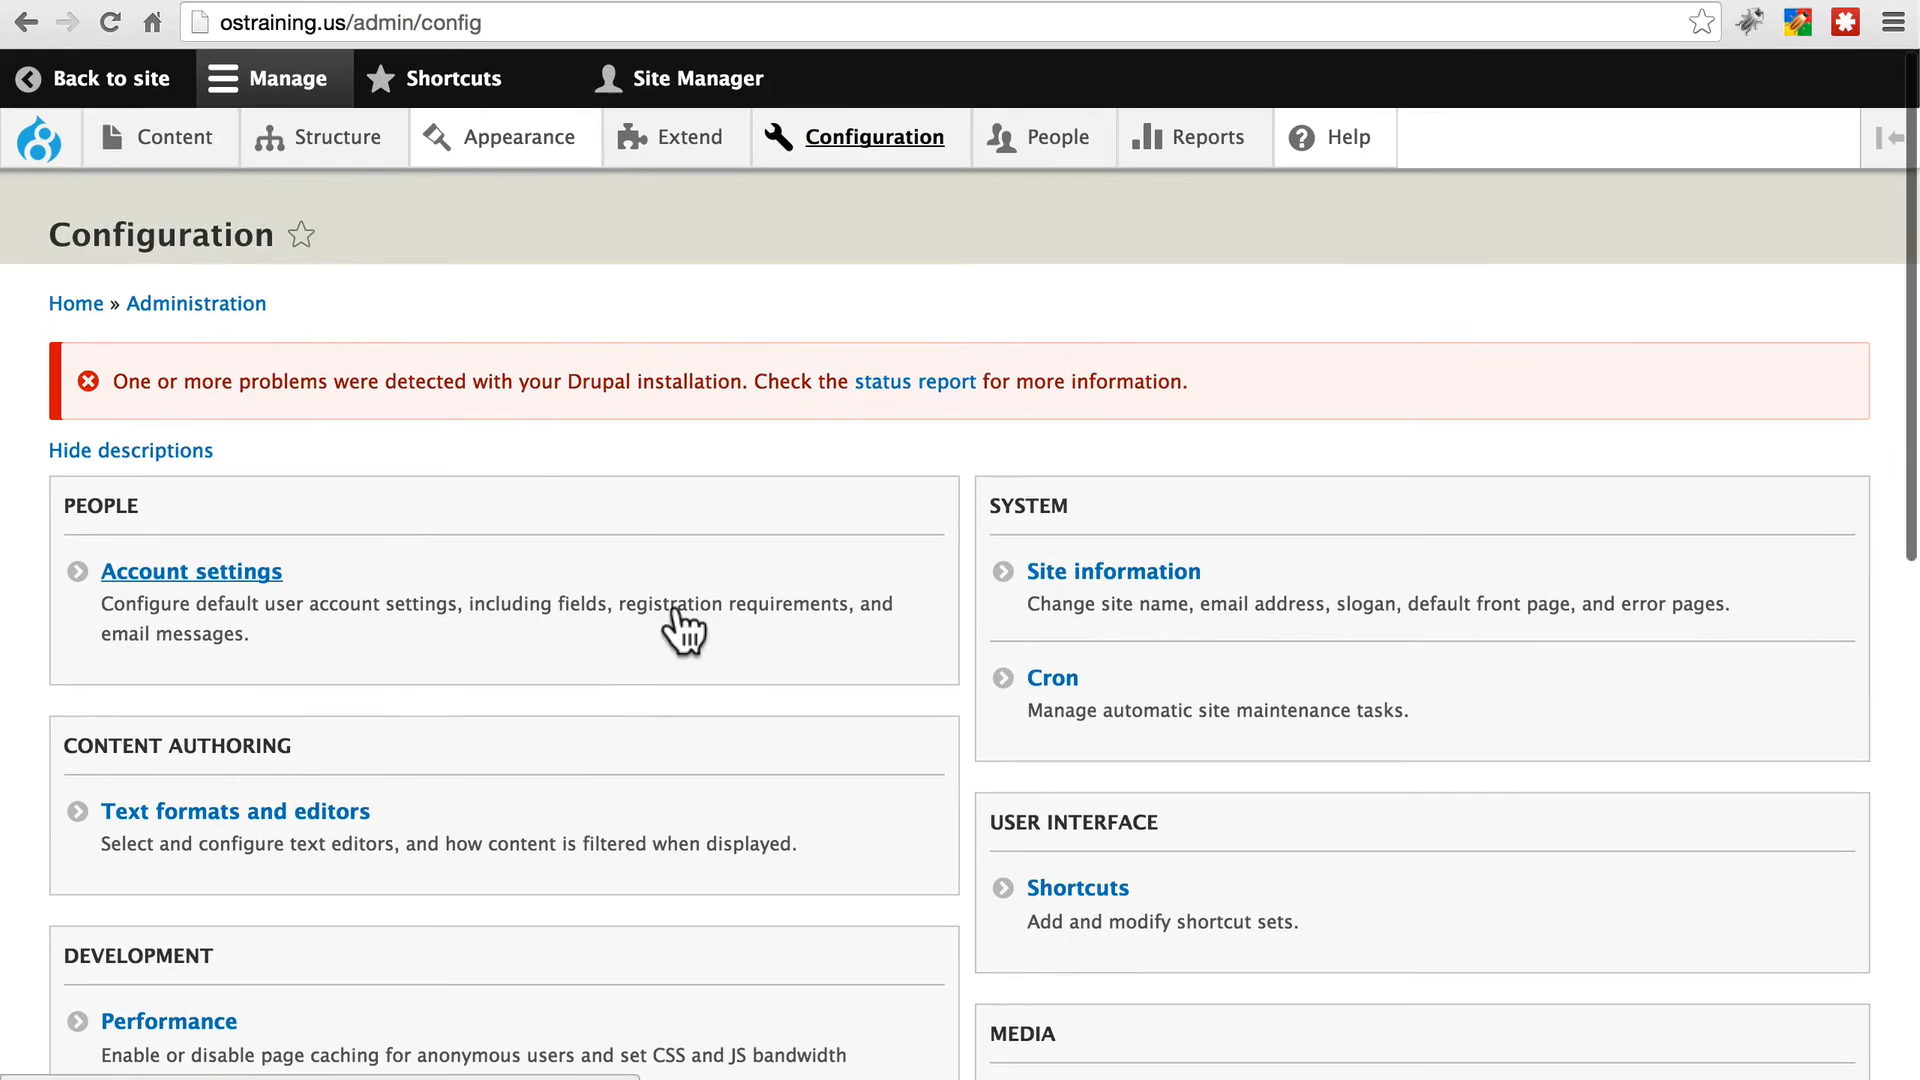 ostraining.us/admin/config
Back to site Manage Shortcuts Site Manager
Content Structure Appearance Extend Configuration People Reports Help
Configuration
Home » Administration
One or more problems were detected with your Drupal installation. Check the status report for more information.
Hide descriptions
PEOPLE
Account settings
Configure default user account settings, including fields, registration requirements, and
email messages.
CONTENT AUTHORING
Text formats and editors
Select and configure text editors, and how content is filtered when displayed.
DEVELOPMENT
Performance
Enable or disable page caching for anonymous users and set CSS and JS bandwidth
SYSTEM
Site information
Change site name, email address, slogan, default front page, and error pages.
Cron
Manage automatic site maintenance tasks.
USER INTERFACE
Shortcuts
Add and modify shortcut sets.
MEDIA